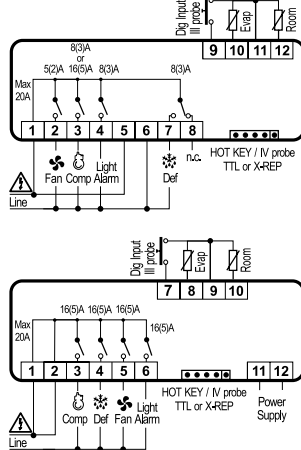 Dig Input
III probe
Evap
Room
9 10 11 12
8(3)A
or
5(2)A 16(5)A 8(3)A 8(3)A
Max
20A
1 2 3 4 5 6 7 8
HOT KEY / IV probe
TTL or X-REP
n.c.
Fan Comp Light
Alarm
Def
Line
Dig Input
III probe
Evap
Room
7 8 9 10
16(5)A 16(5)A 16(5)A
16(5)A
Max
20A
1 2 3 4 5 6
11 12
HOT KEY / IV probe
TTL or X-REP
Power
Supply
Comp Def Fan Light
Alarm
Line